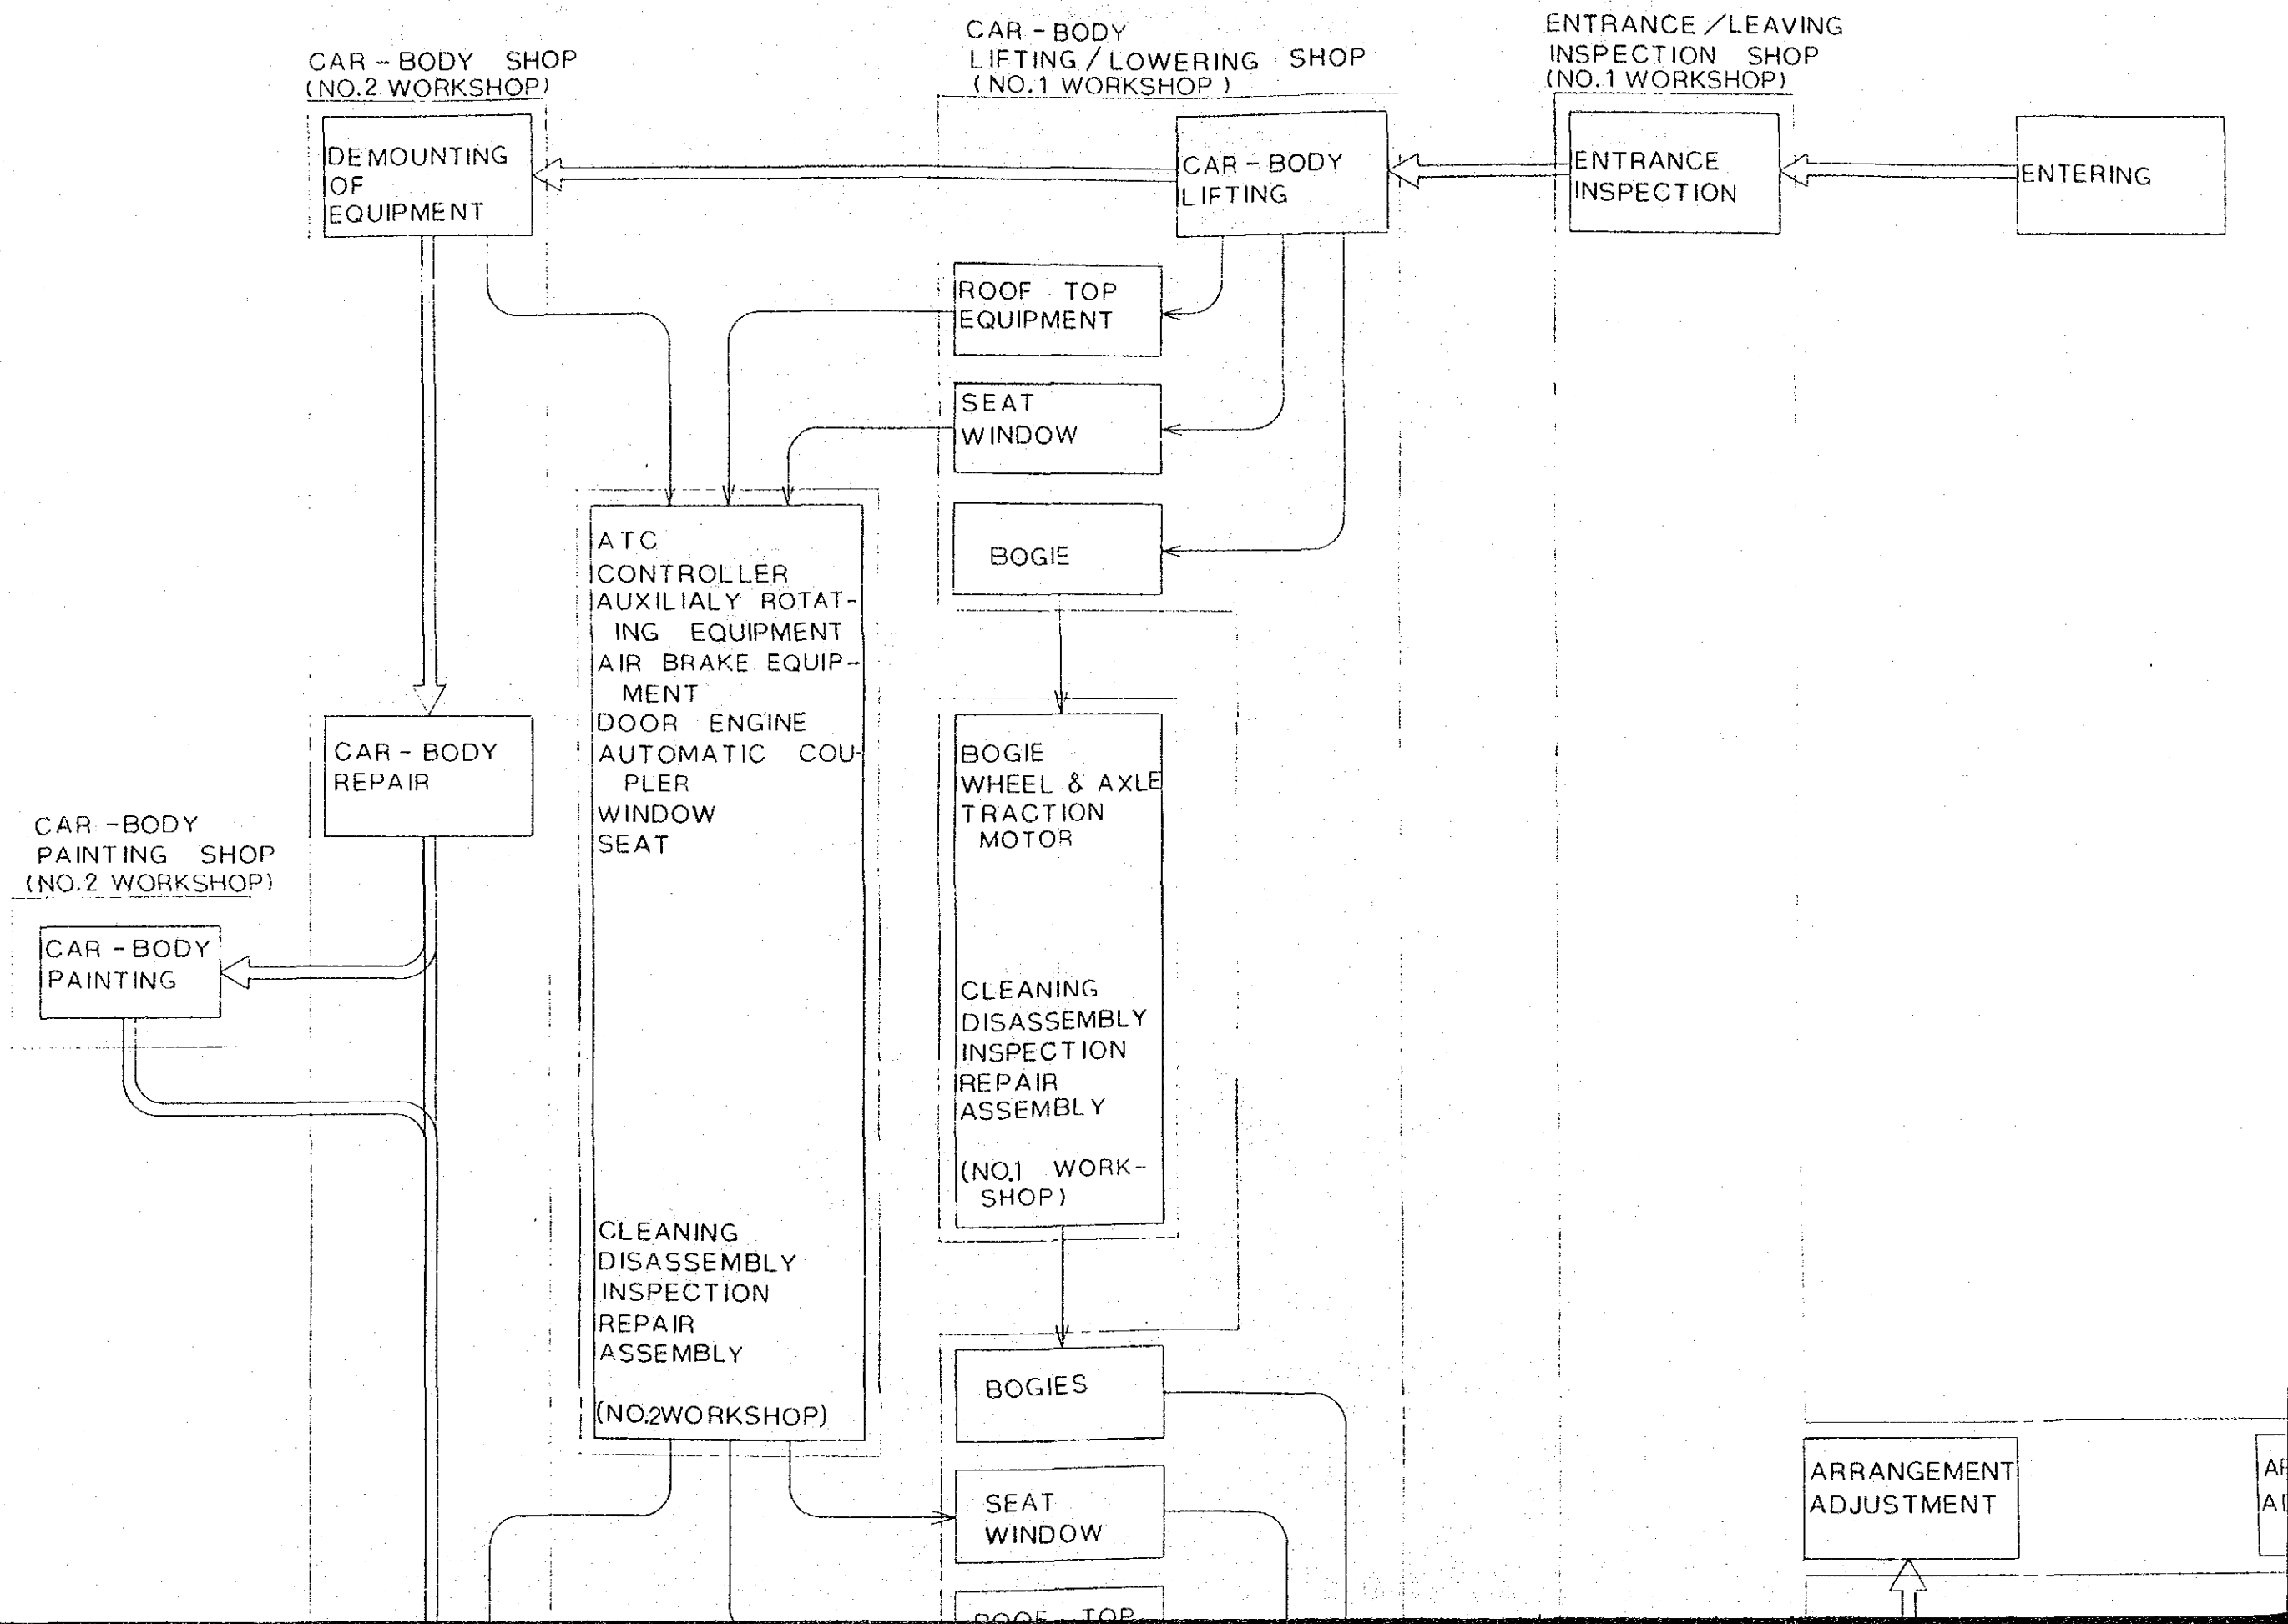 CAR-BODY SHOP
(NO.2 WORKSHOP)
CAR-BODY
LIFTING/LOWERING SHOP
(NO.1 WORKSHOP)
ENTRANCE/LEAVING
INSPECTION SHOP
(NO.1 WORKSHOP)
DEMOUNTING
OF
EQUIPMENT
CAR-BODY
LIFTING
ENTRANCE
INSPECTION
ENTERING
ROOF TOP
EQUIPMENT
SEAT
WINDOW
BOGIE
ATC
CONTROLLER
AUXILIALY ROTAT-
ING EQUIPMENT
AIR BRAKE EQUIP-
MENT
DOOR ENGINE
AUTOMATIC COU-
PLER
WINDOW
SEAT
CLEANING
DISASSEMBLY
INSPECTION
REPAIR
ASSEMBLY
(NO.2WORKSHOP)
BOGIE
WHEEL & AXLE
TRACTION
MOTOR
CLEANING
DISASSEMBLY
INSPECTION
REPAIR
ASSEMBLY
(NO.1 WORK-
SHOP)
CAR-BODY
REPAIR
CAR-BODY
PAINTING SHOP
(NO.2 WORKSHOP)
CAR-BODY
PAINTING
BOGIES
SEAT
WINDOW
ROOF TOP
ARRANGEMENT
ADJUSTMENT